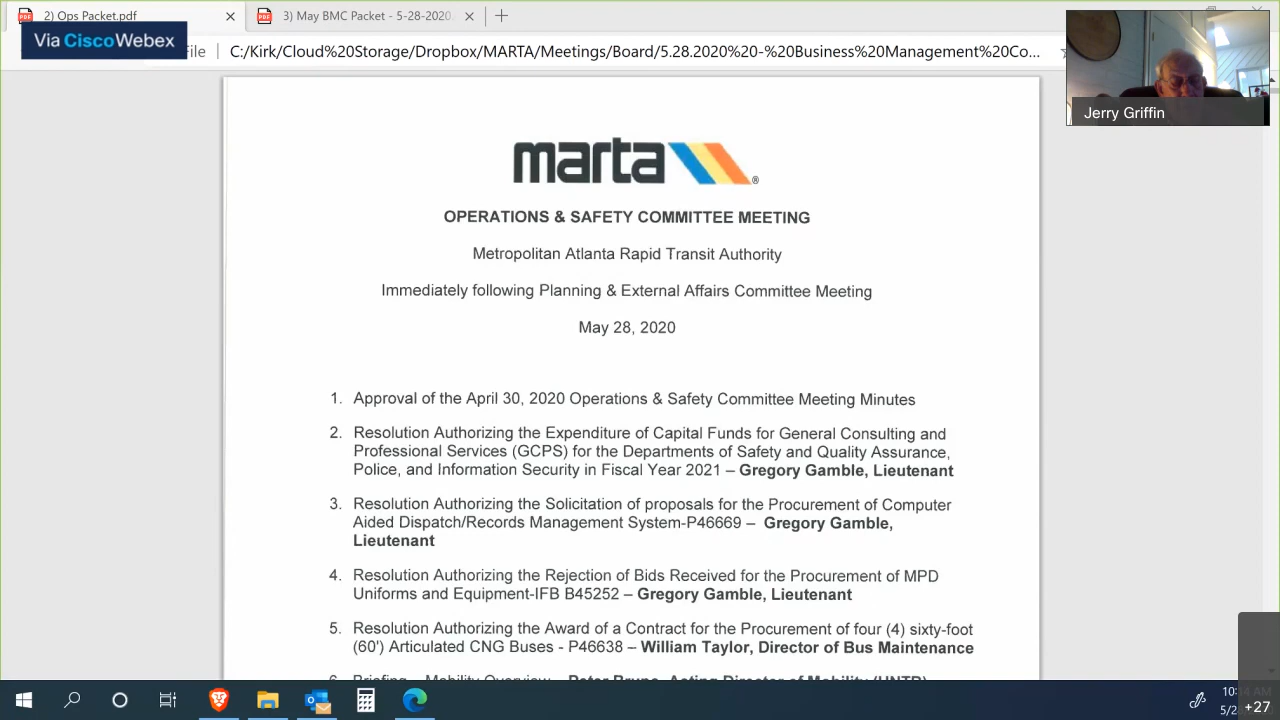 2) Ops Packet.pdf
3) May BMC Packet - 5-28-2020
Via CiscoWebex
File
C:/Kirk/Cloud%20Storage/Dropbox/MARTA/Meetings/Board/5.28.2020%20-%20Business%20Management%20Co...
Jerry Griffin
marta
OPERATIONS & SAFETY COMMITTEE MEETING
Metropolitan Atlanta Rapid Transit Authority
Immediately following Planning & External Affairs Committee Meeting
May 28, 2020
1. Approval of the April 30, 2020 Operations & Safety Committee Meeting Minutes
2. Resolution Authorizing the Expenditure of Capital Funds for General Consulting and
Professional Services (GCPS) for the Departments of Safety and Quality Assurance,
Police, and Information Security in Fiscal Year 2021 – Gregory Gamble, Lieutenant
3. Resolution Authorizing the Solicitation of proposals for the Procurement of Computer
Aided Dispatch/Records Management System-P46669 – Gregory Gamble,
Lieutenant
4. Resolution Authorizing the Rejection of Bids Received for the Procurement of MPD
Uniforms and Equipment-IFB B45252 – Gregory Gamble, Lieutenant
5. Resolution Authorizing the Award of a Contract for the Procurement of four (4) sixty-foot
(60') Articulated CNG Buses - P46638 – William Taylor, Director of Bus Maintenance
+27